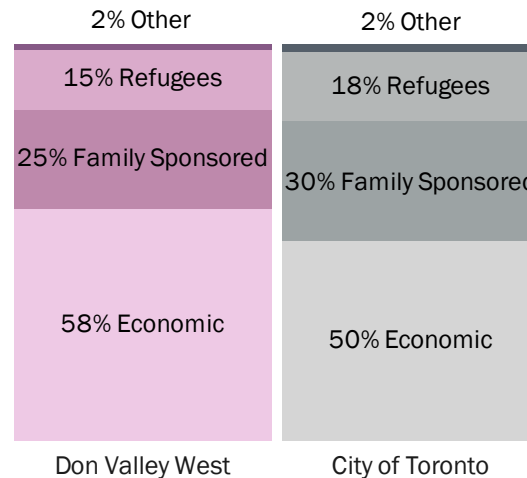 2% Other
2% Other
15% Refugees
18% Refugees
25% Family Sponsored
30% Family Sponsored
58% Economic
50% Economic
Don Valley West
City of Toronto